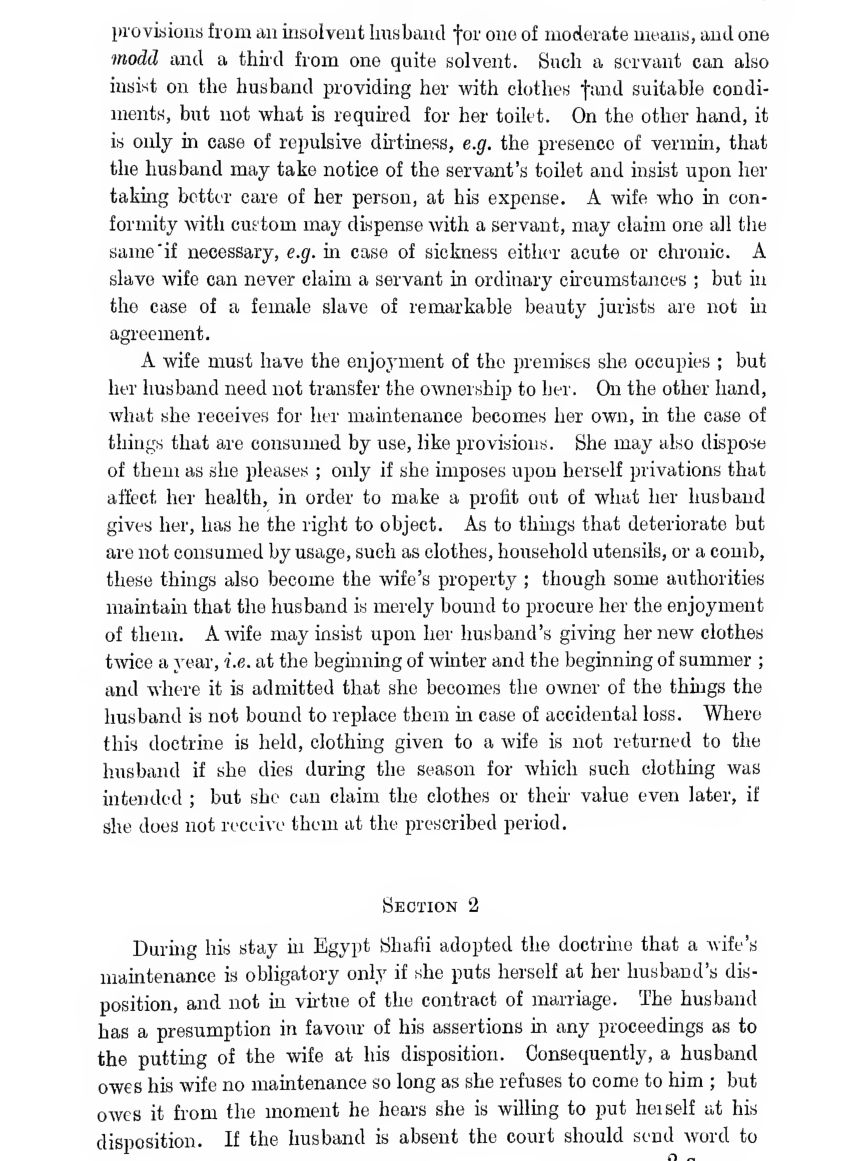 provisions from an insolvent husband †or one of moderate means, and one
modd and a third from one quite solvent. Such a servant can also
insist on the husband providing her with clothes †and suitable condi-
ments, but not what is required for her toilet. On the other hand, it
is only in case of repulsive dirtiness, e.g. the presence of vermin, that
the husband may take notice of the servant's toilet and insist upon her
taking better care of her person, at his expense. A wife who in con-
formity with custom may dispense with a servant, may claim one all the
same if necessary, e.g. in case of sickness either acute or chronic. A
slave wife can never claim a servant in ordinary circumstances ; but in
the case of a female slave of remarkable beauty jurists are not in
agreement.
A wife must have the enjoyment of the premises she occupies ; but
her husband need not transfer the ownership to her. On the other hand,
what she receives for her maintenance becomes her own, in the case of
things that are consumed by use, like provisions. She may also dispose
of them as she pleases ; only if she imposes upon herself privations that
affect her health, in order to make a profit out of what her husband
gives her, has he the right to object. As to things that deteriorate but
are not consumed by usage, such as clothes, household utensils, or a comb,
these things also become the wife's property ; though some authorities
maintain that the husband is merely bound to procure her the enjoyment
of them. A wife may insist upon her husband's giving her new clothes
twice a year, i.e. at the beginning of winter and the beginning of summer ;
and where it is admitted that she becomes the owner of the things the
husband is not bound to replace them in case of accidental loss. Where
this doctrine is held, clothing given to a wife is not returned to the
husband if she dies during the season for which such clothing was
intended ; but she can claim the clothes or their value even later, if
she does not receive them at the prescribed period.
SECTION 2
During his stay in Egypt Shafii adopted the doctrine that a wife's
maintenance is obligatory only if she puts herself at her husband's dis-
position, and not in virtue of the contract of marriage. The husband
has a presumption in favour of his assertions in any proceedings as to
the putting of the wife at his disposition. Consequently, a husband
owes his wife no maintenance so long as she refuses to come to him ; but
owes it from the moment he hears she is willing to put herself at his
disposition. If the husband is absent the court should send word to